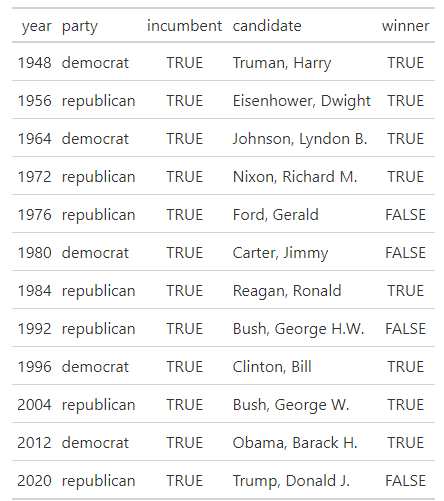 year party incumbent candidate winner
1948 democrat TRUE Truman, Harry TRUE
1956 republican TRUE Eisenhower, Dwight TRUE
1964 democrat TRUE Johnson, Lyndon B. TRUE
1972 republican TRUE Nixon, Richard M. TRUE
1976 republican TRUE Ford, Gerald FALSE
1980 democrat TRUE Carter, Jimmy FALSE
1984 republican TRUE Reagan, Ronald TRUE
1992 republican TRUE Bush, George H.W. FALSE
1996 democrat TRUE Clinton, Bill TRUE
2004 republican TRUE Bush, George W. TRUE
2012 democrat TRUE Obama, Barack H. TRUE
2020 republican TRUE Trump, Donald J. FALSE